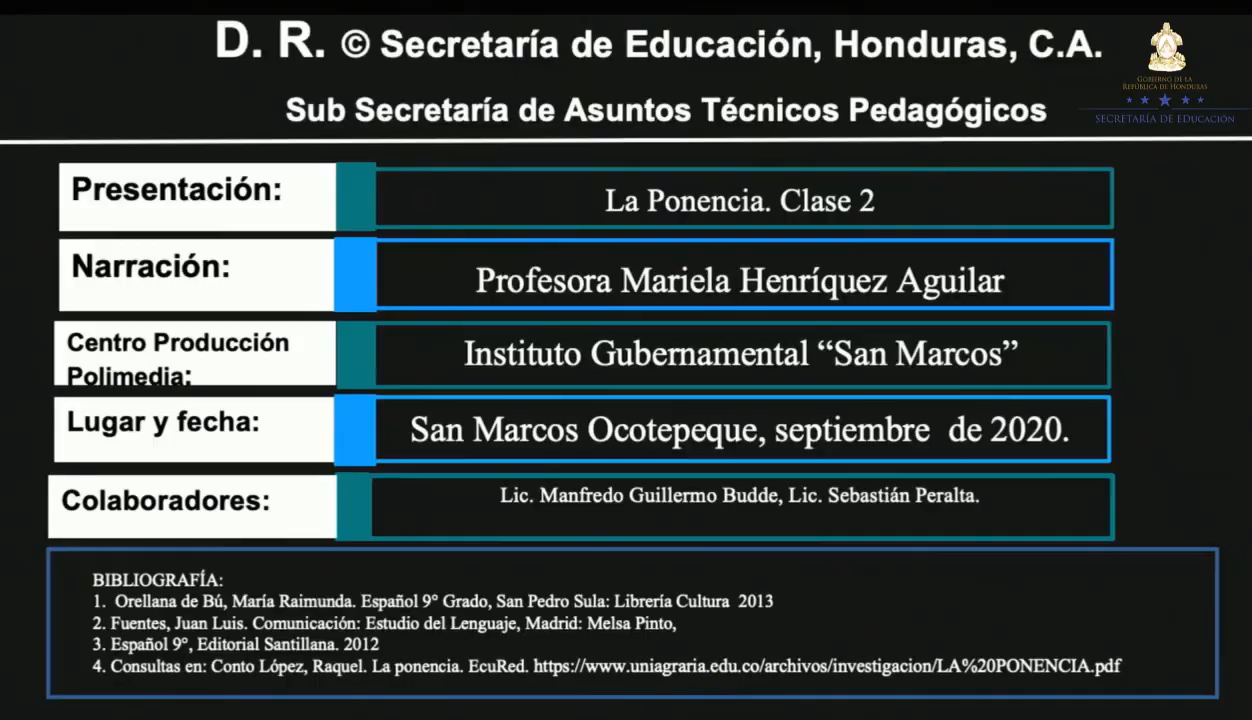 D. R. © Secretaría de Educación, Honduras, C.A.
Sub Secretaría de Asuntos Técnicos Pedagógicos
GOBIERNO DE LA
REPÚBLICA DE HONDURAS
SECRETARÍA DE EDUCACIÓN
Presentación:
La Ponencia. Clase 2
Narración:
Profesora Mariela Henríquez Aguilar
Centro Producción
Polimedia:
Instituto Gubernamental “San Marcos”
Lugar y fecha:
San Marcos Ocotepeque, septiembre de 2020.
Colaboradores:
Lic. Manfredo Guillermo Budde, Lic. Sebastián Peralta.
BIBLIOGRAFÍA:
1. Orellana de Bú, María Raimunda. Español 9° Grado, San Pedro Sula: Librería Cultura 2013
2. Fuentes, Juan Luis. Comunicación: Estudio del Lenguaje, Madrid: Melsa Pinto,
3. Español 9°, Editorial Santillana. 2012
4. Consultas en: Conto López, Raquel. La ponencia. EcuRed. https://www.uniagraria.edu.co/archivos/investigacion/LA%20PONENCIA.pdf